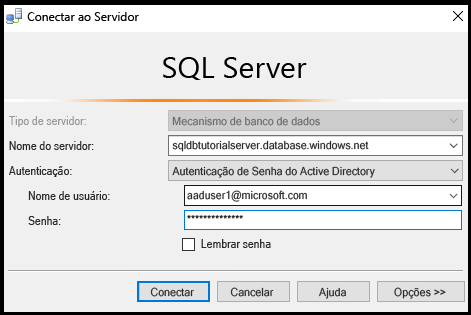 Conectar ao Servidor
SQL Server
Tipo de servidor: Mecanismo de banco de dados
Nome do servidor: sqldbtutorialserver.database.windows.net
Autenticação: Autenticação de Senha do Active Directory
Nome de usuário: aaduser1@microsoft.com
Senha: **************
Lembrar senha
Conectar Cancelar Ajuda Opções >>